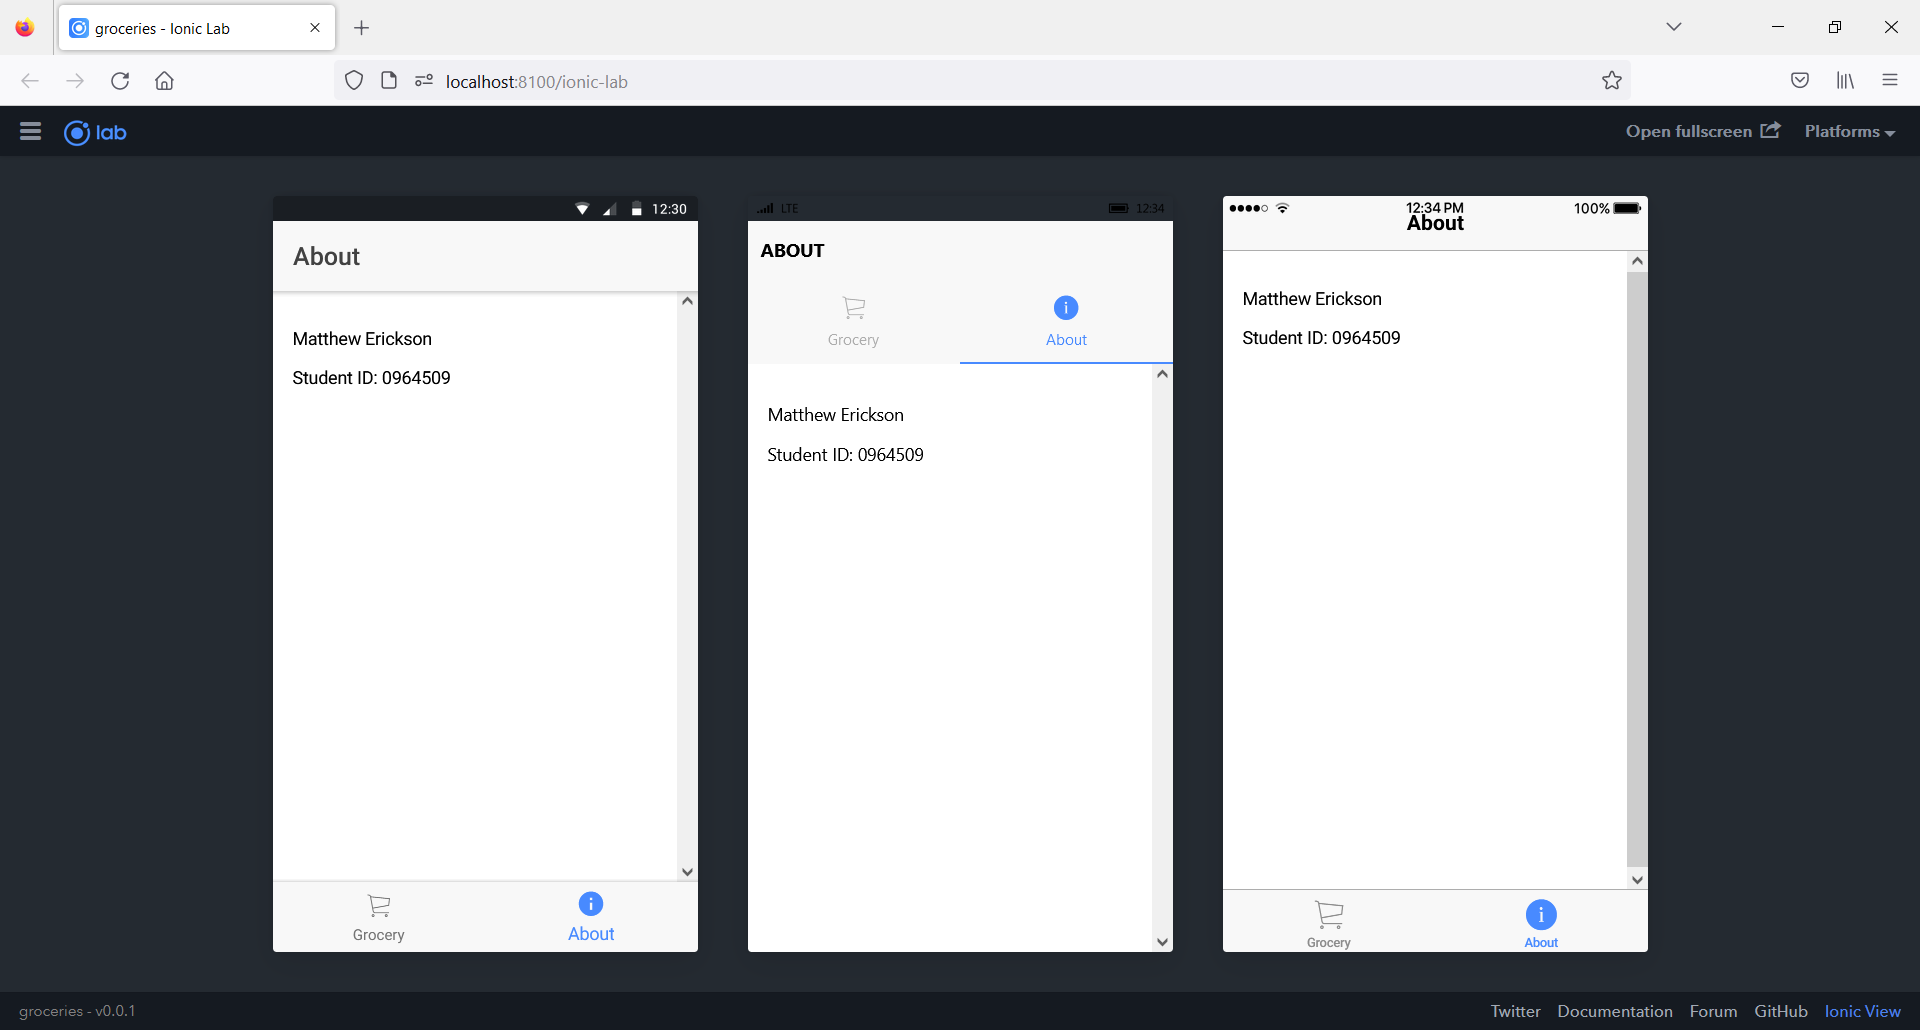 groceries - Ionic Lab
localhost:8100/ionic-lab
lab
Open fullscreen
Platforms
12:30
About
Matthew Erickson
Student ID: 0964509
Grocery
About
LTE
12:34
ABOUT
Grocery
About
Matthew Erickson
Student ID: 0964509
12:34 PM
100%
About
Matthew Erickson
Student ID: 0964509
Grocery
About
groceries - v0.0.1
Twitter Documentation Forum GitHub Ionic View